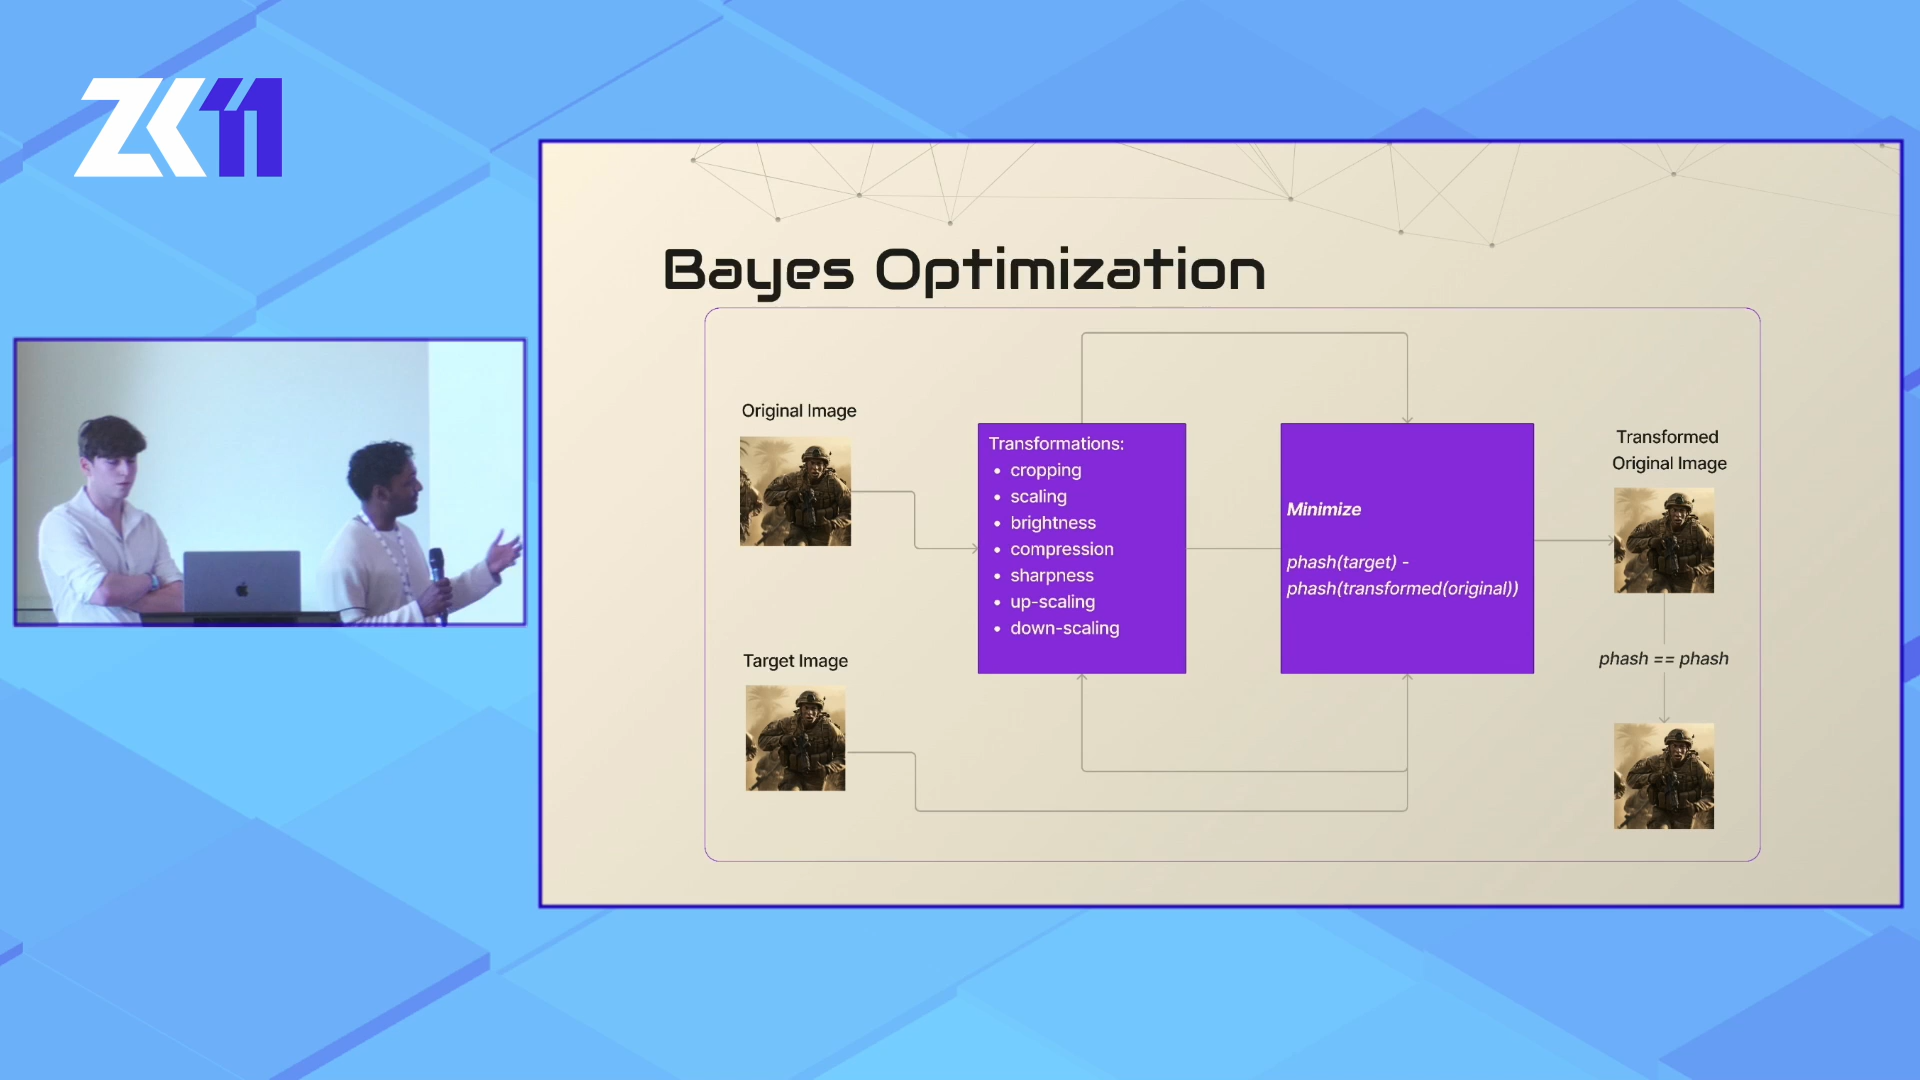 ZK11
Bayes Optimization
Original Image
Transformations:
• cropping
• scaling
• brightness
• compression
• sharpness
• up-scaling
• down-scaling
Minimize
phash(target) -
phash(transformed(original))
Transformed
Original Image
phash == phash
Target Image